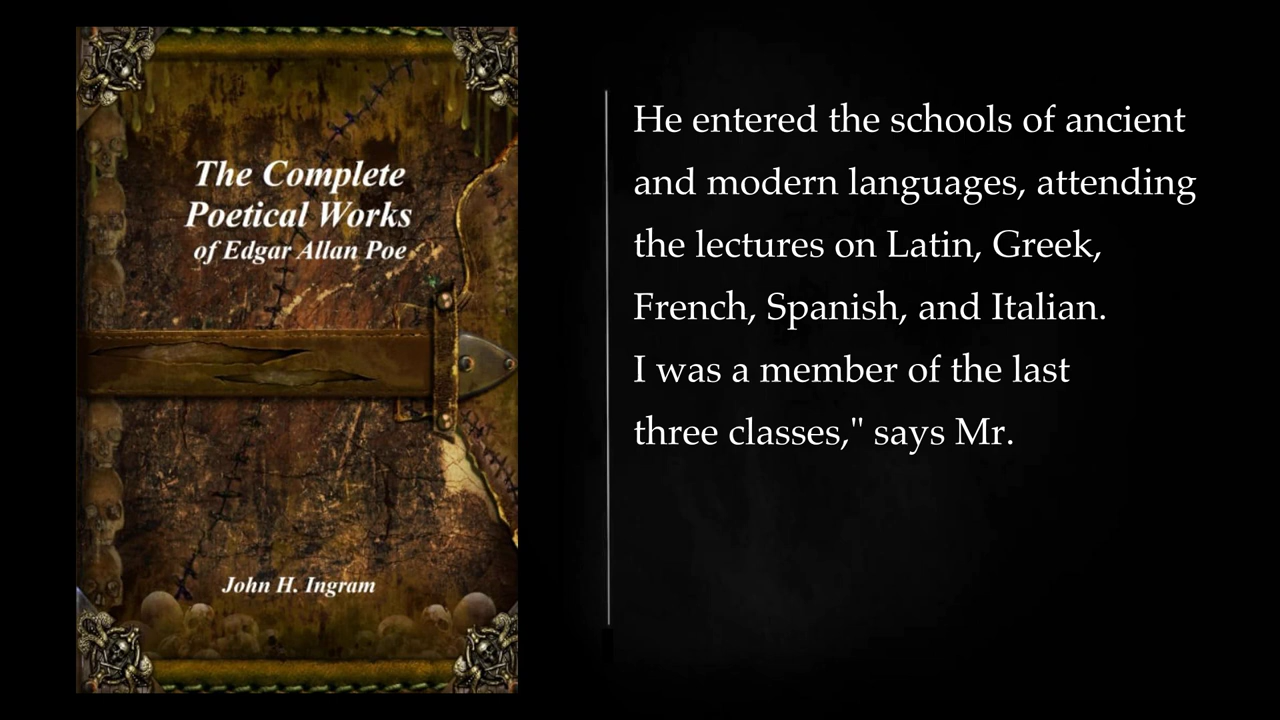 The Complete
Poetical Works
of Edgar Allan Poe
John H. Ingram
He entered the schools of ancient
and modern languages, attending
the lectures on Latin, Greek,
French, Spanish, and Italian.
I was a member of the last
three classes," says Mr.